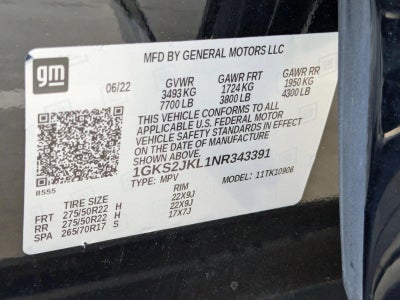 gm
MFD BY GENERAL MOTORS LLC
06/22 GVWR GAWR FRT GAWR RR
3493 KG 1724 KG 1950 KG
7700 LB 3800 LB 4300 LB
THIS VEHICLE CONFORMS TO ALL
APPLICABLE U.S. FEDERAL MOTOR
VEHICLE SAFETY STANDARDS IN EFFECT
ON THE DATE OF MANUFACTURE
SHOWN ABOVE.
1GKS2JKL1NR343391
8555 TYPE: MPV MODEL: 11TK10906
TIRE SIZE RIM
FRT 275/50R22 H 22X9J
RR 275/50R22 H 22X9J
SPA 265/70R17 S 17X7J